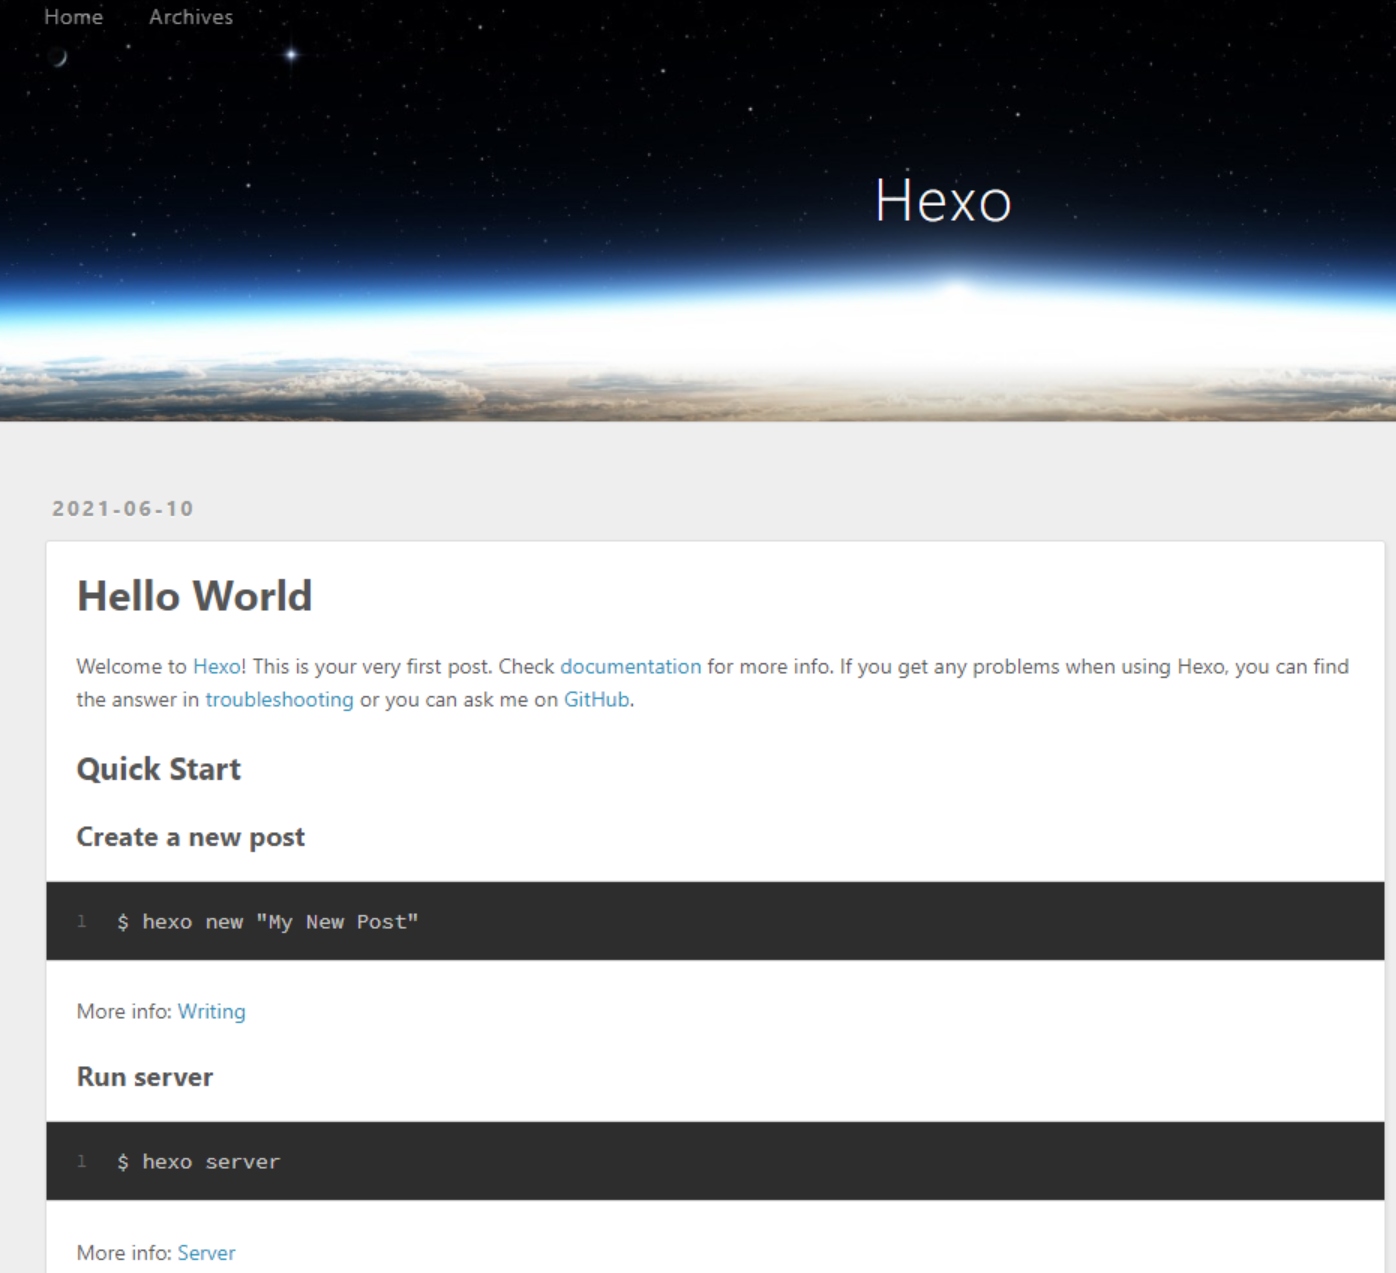 Home Archives
Hexo
2021-06-10
Hello World
Welcome to Hexo! This is your very first post. Check documentation for more info. If you get any problems when using Hexo, you can find
the answer in troubleshooting or you can ask me on GitHub.
Quick Start
Create a new post
1 $ hexo new "My New Post"
More info: Writing
Run server
1 $ hexo server
More info: Server